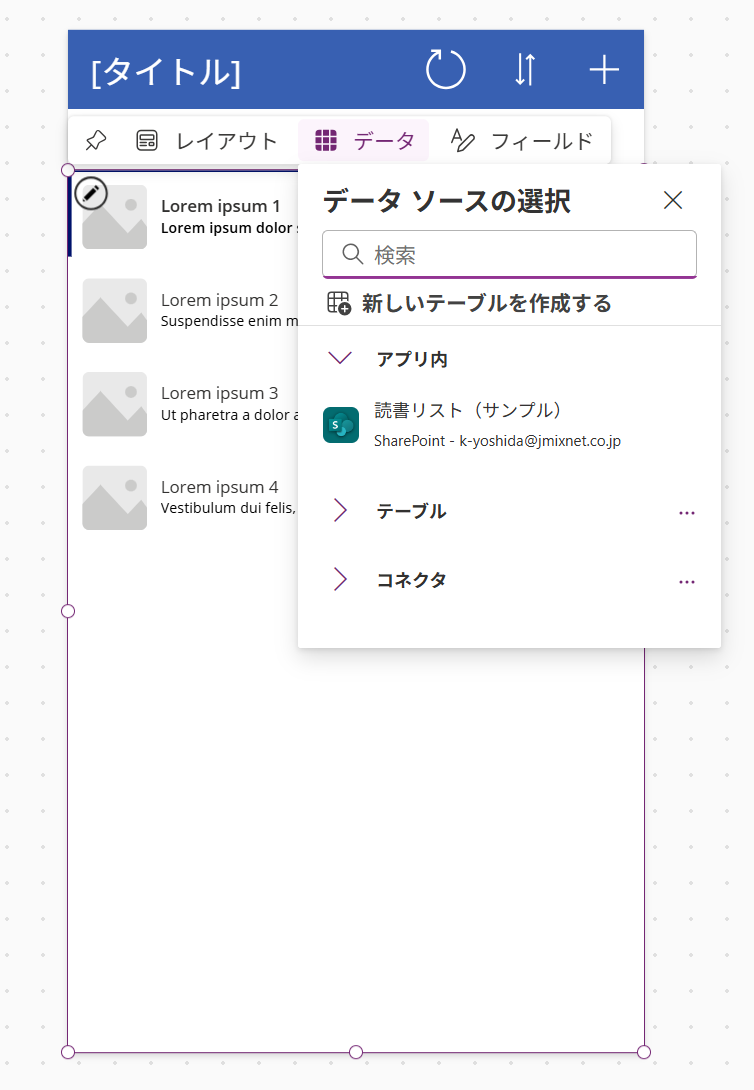 [タイトル]
レイアウト
データ
フィールド
データ ソースの選択
検索
新しいテーブルを作成する
アプリ内
読書リスト（サンプル）
SharePoint - k-yoshida@jmixnet.co.jp
テーブル
コネクタ
Lorem ipsum 1
Lorem ipsum dolor
Lorem ipsum 2
Suspendisse enim m
Lorem ipsum 3
Ut pharetra a dolor a
Lorem ipsum 4
Vestibulum dui felis,